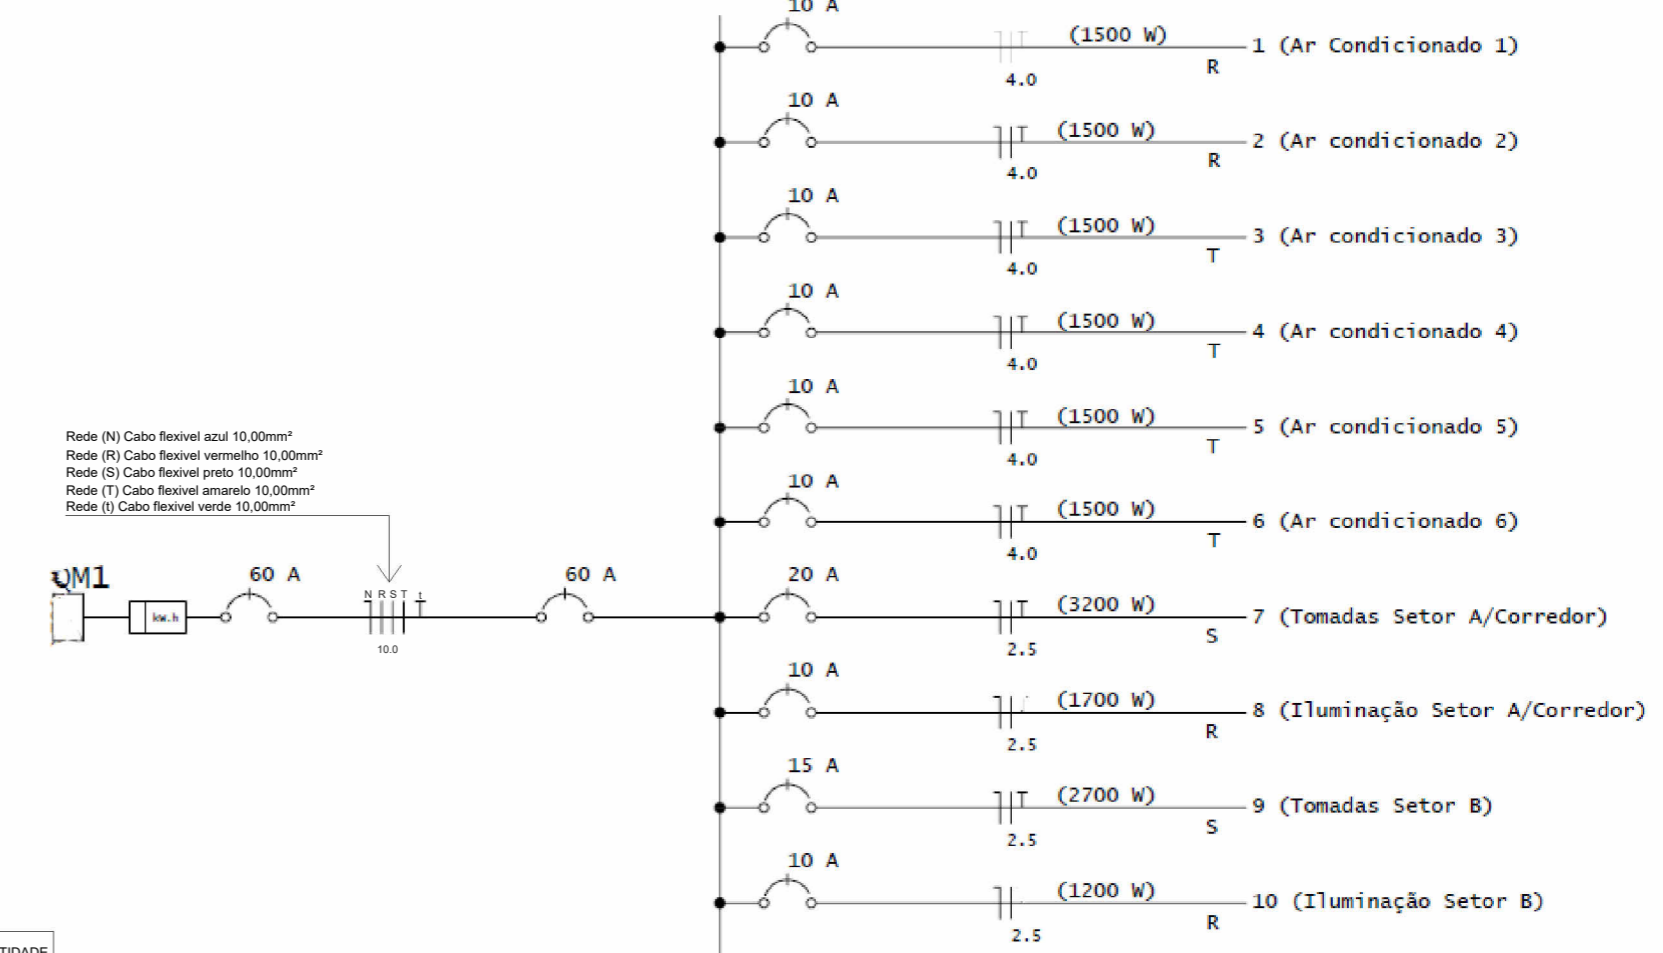 10 A
(1500 W)
1 (Ar Condicionado 1)
R
4.0
10 A
(1500 W)
2 (Ar condicionado 2)
R
4.0
10 A
(1500 W)
3 (Ar condicionado 3)
T
4.0
10 A
(1500 W)
4 (Ar condicionado 4)
T
4.0
10 A
(1500 W)
5 (Ar condicionado 5)
T
4.0
10 A
(1500 W)
6 (Ar condicionado 6)
T
4.0
Rede (N) Cabo flexivel azul 10,00mm²
Rede (R) Cabo flexivel vermelho 10,00mm²
Rede (S) Cabo flexivel preto 10,00mm²
Rede (T) Cabo flexivel amarelo 10,00mm²
Rede (t) Cabo flexivel verde 10,00mm²
QM1
kW.h
60 A
N R S T t
10.0
60 A
20 A
(3200 W)
7 (Tomadas Setor A/Corredor)
S
2.5
10 A
(1700 W)
8 (Iluminação Setor A/Corredor)
R
2.5
15 A
(2700 W)
9 (Tomadas Setor B)
S
2.5
10 A
(1200 W)
10 (Iluminação Setor B)
R
2.5
TIDADE